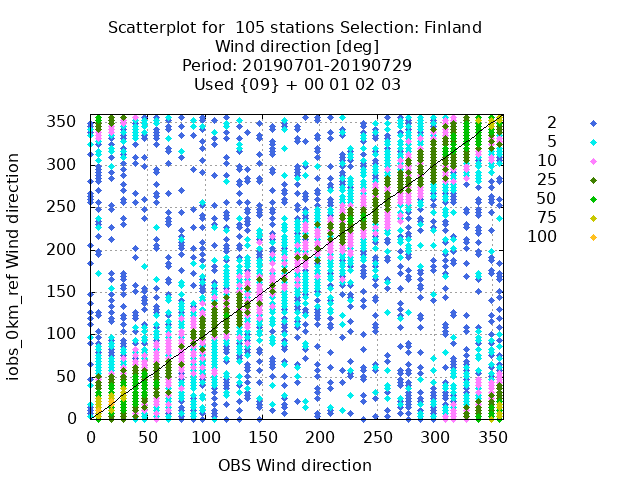 Scatterplot for  105 stations Selection: Finland
Wind direction [deg]
Period: 20190701-20190729
Used {09} + 00 01 02 03
iobs_0km_ref Wind direction
350
300
250
200
150
100
50
0
0 50 100 150 200 250 300 350
OBS Wind direction
2
5
10
25
50
75
100